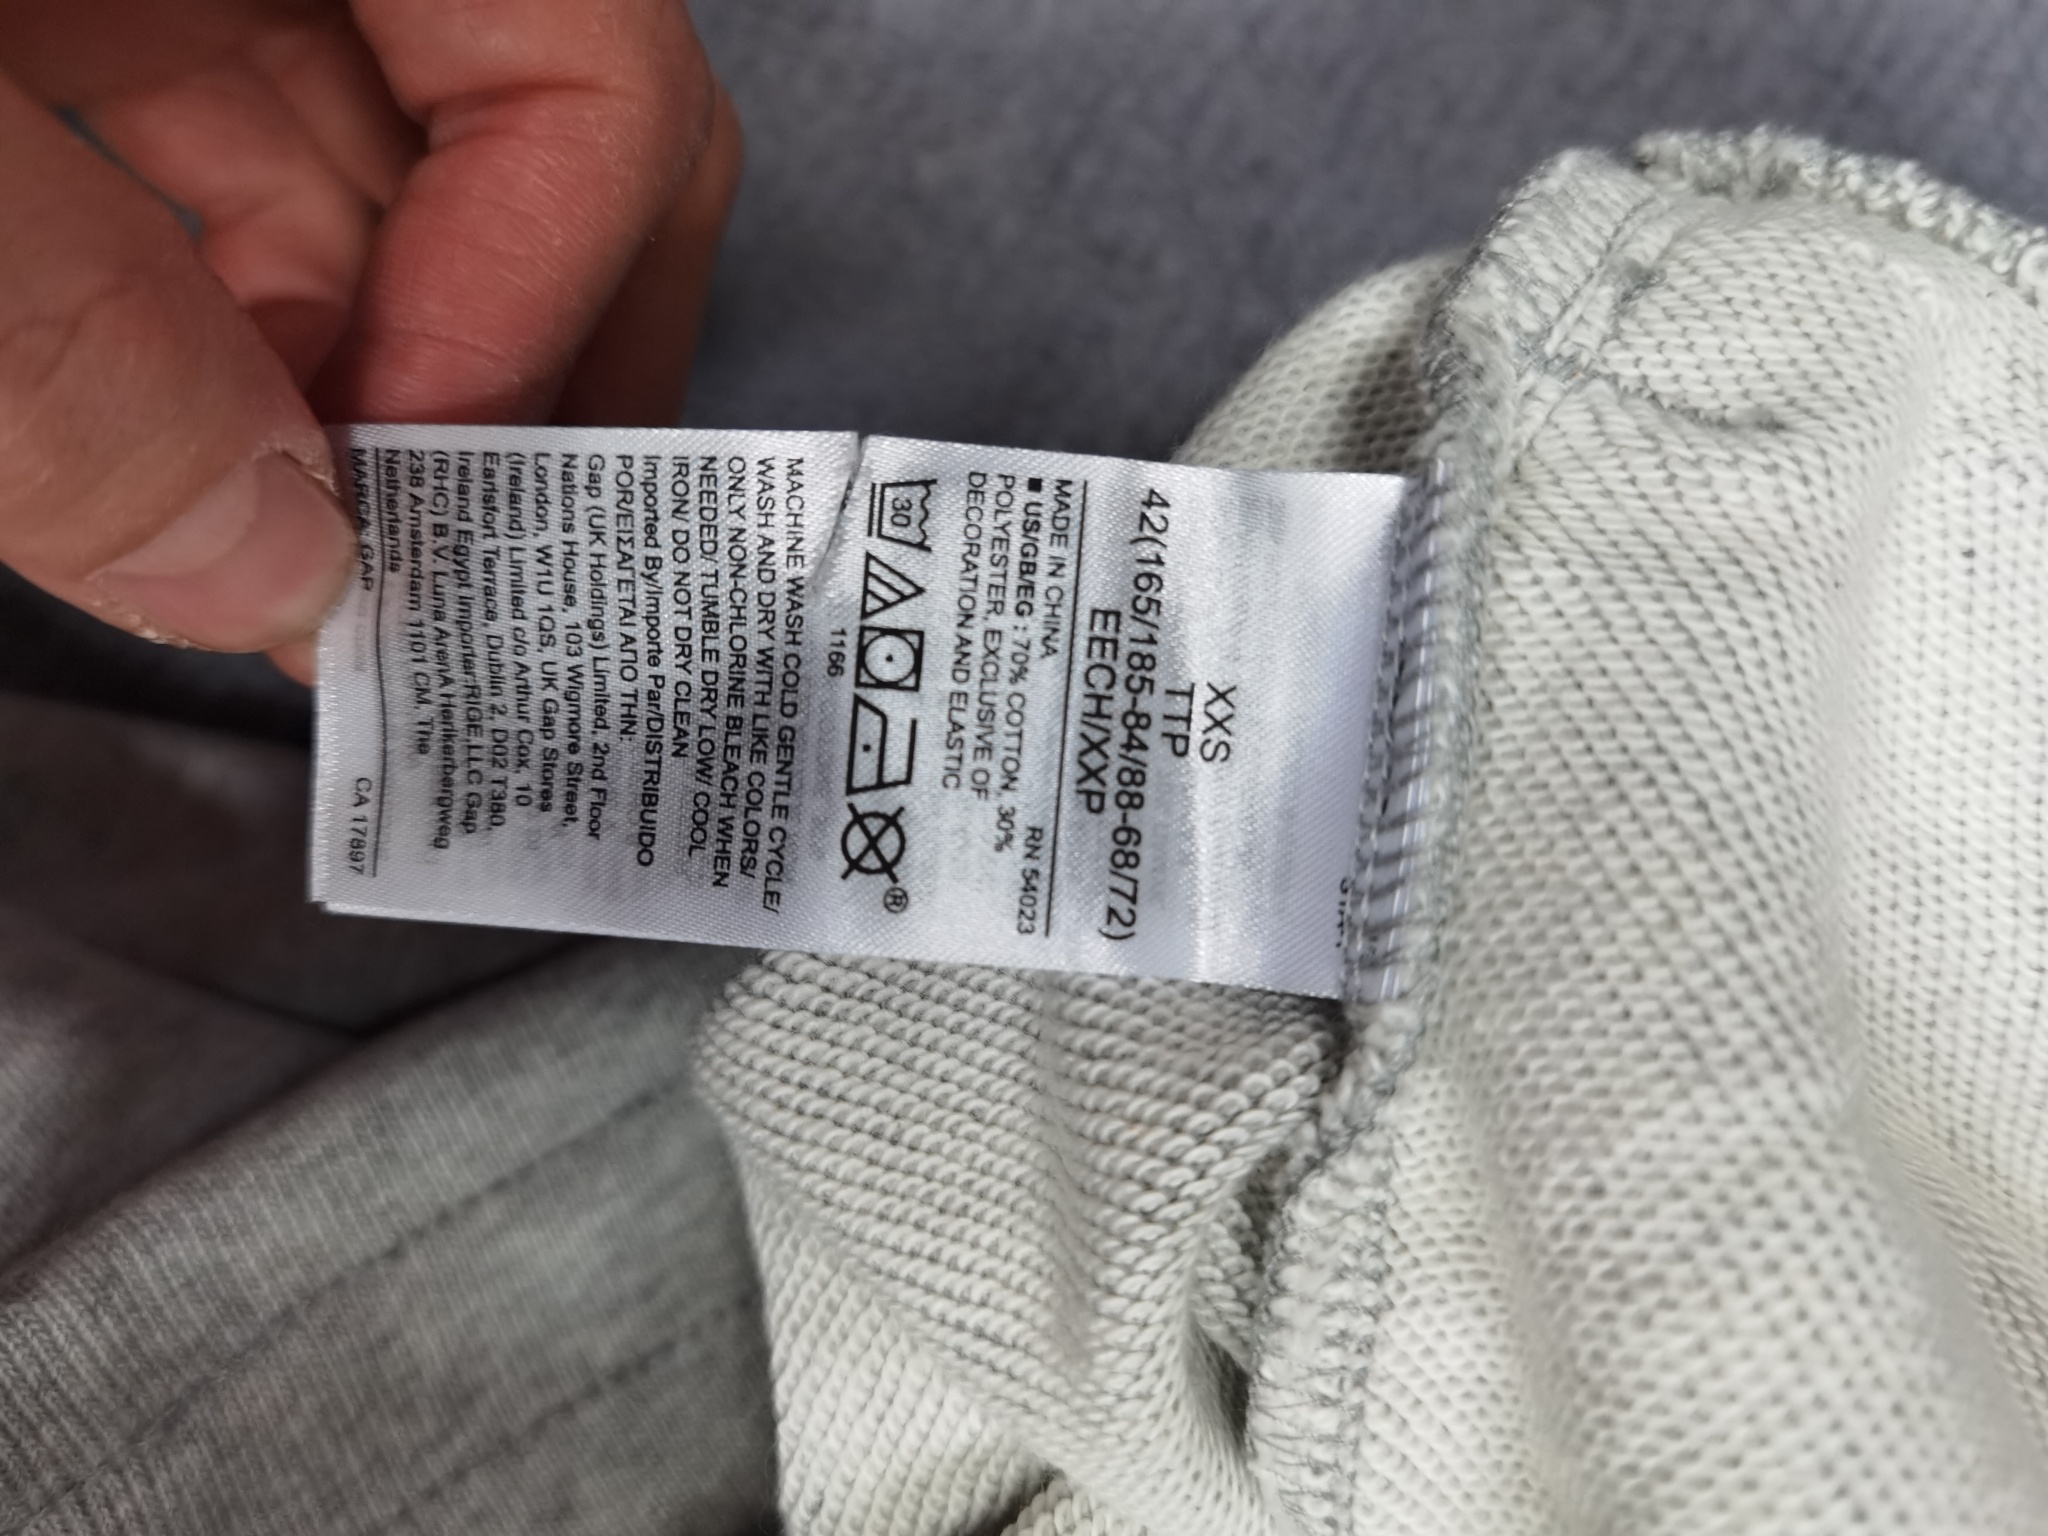 XXS
TTP
42(165/185-84/88-68/72)
EECH/XXP
MADE IN CHINA RN 54023
■ US/GB/EG : 70% COTTON, 30%
POLYESTER, EXCLUSIVE OF
DECORATION AND ELASTIC
30
®
1166
MACHINE WASH COLD GENTLE CYCLE/
WASH AND DRY WITH LIKE COLORS/
ONLY NON-CHLORINE BLEACH WHEN
NEEDED/ TUMBLE DRY LOW/ COOL
IRON/ DO NOT DRY CLEAN
Imported By/Importe Par/DISTRIBUIDO
POR/ΕΙΣΑΓΕΤΑΙ ΑΠΟ ΤΗΝ:
Gap (UK Holdings) Limited, 2nd Floor
Nations House, 103 Wigmore Street,
London, W1U 1QS, UK Gap Stores
(Ireland) Limited c/o Arthur Cox, 10
Earlsfort Terrace, Dublin 2, D02 T380,
Ireland Egypt Importer:RIGE,LLC Gap
(RHC) B.V. Luna ArenA Herikerbergweg
238 Amsterdam 1101 CM. The
Netherlands
MARCA GAP CA 17897